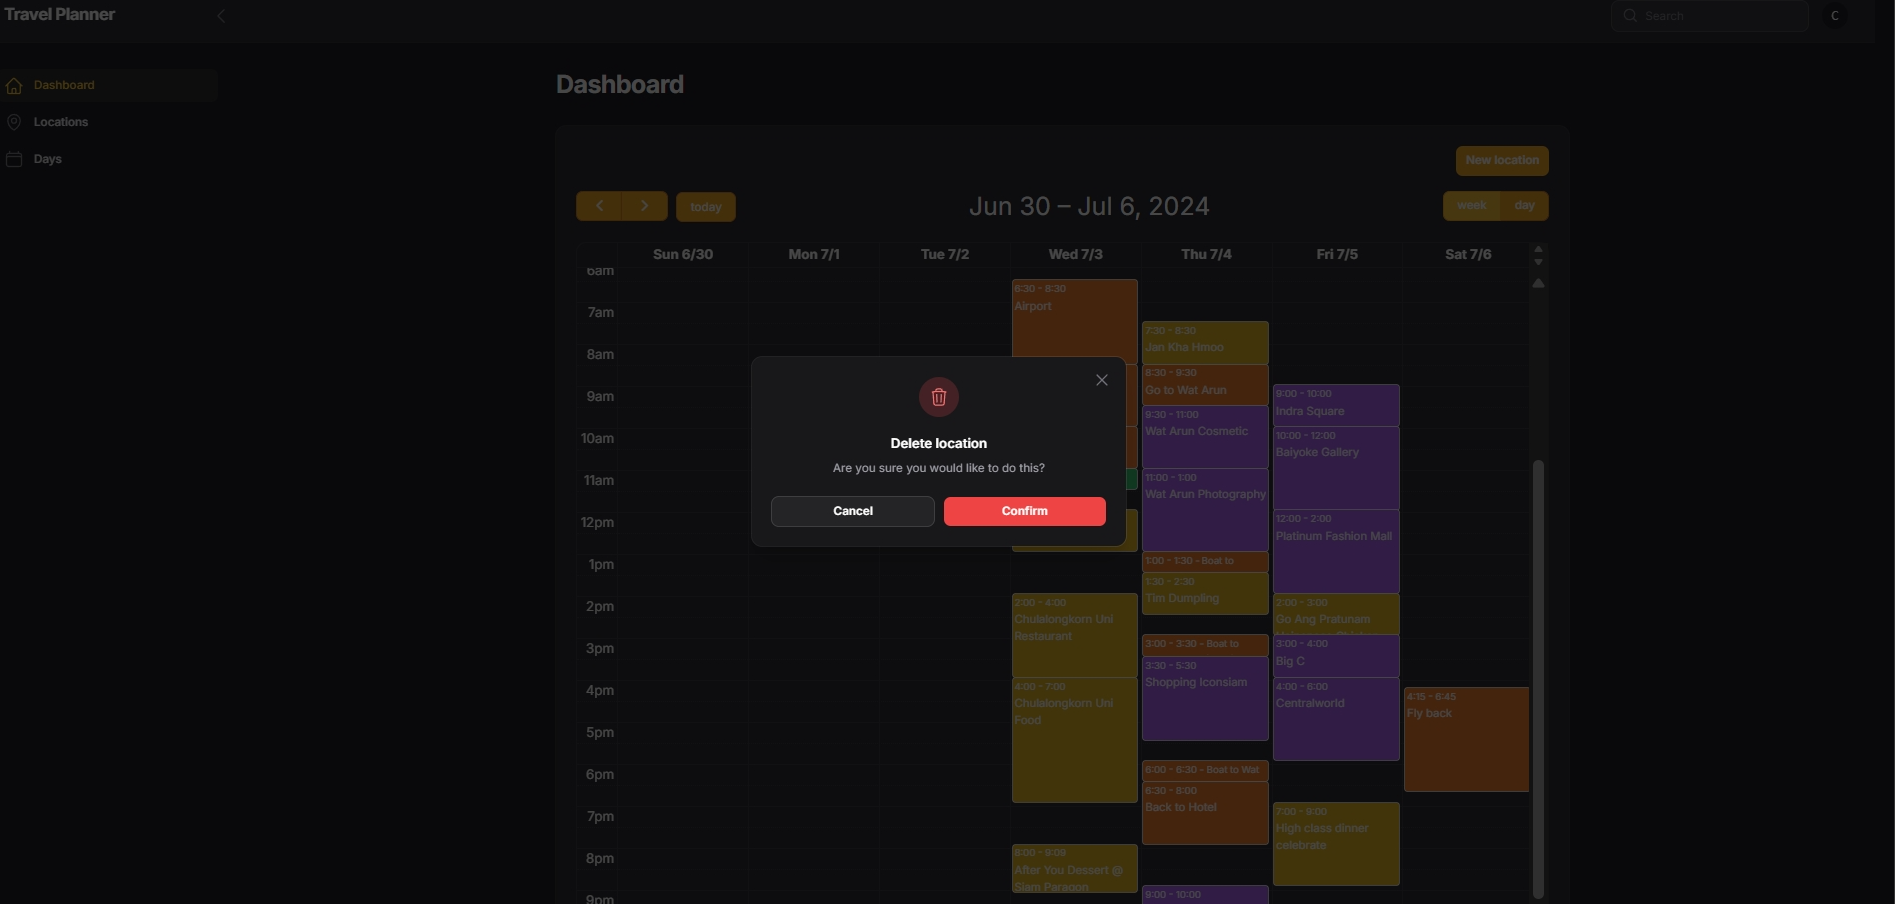 Travel Planner
Search
C
Dashboard
Locations
Days
Dashboard
New location
today
Jun 30 – Jul 6, 2024
week
day
Sun 6/30
Mon 7/1
Tue 7/2
Wed 7/3
Thu 7/4
Fri 7/5
Sat 7/6
6am
7am
8am
9am
10am
11am
12pm
1pm
2pm
3pm
4pm
5pm
6pm
7pm
8pm
9pm
6:30 - 8:30
Airport
2:00 - 4:00
Chulalongkorn Uni
Restaurant
4:00 - 7:00
Chulalongkorn Uni
Food
8:00 - 9:09
After You Dessert @
Siam Paragon
7:30 - 8:30
Jan Kha Hmoo
8:30 - 9:30
Go to Wat Arun
9:30 - 11:00
Wat Arun Cosmetic
11:00 - 1:00
Wat Arun Photography
1:00 - 1:30 - Boat to
1:30 - 2:30
Tim Dumpling
3:00 - 3:30 - Boat to
3:30 - 5:30
Shopping Iconsiam
6:00 - 6:30 - Boat to Wat
6:30 - 8:00
Back to Hotel
9:00 - 10:00
9:00 - 10:00
Indra Square
10:00 - 12:00
Baiyoke Gallery
12:00 - 2:00
Platinum Fashion Mall
2:00 - 3:00
Go Ang Pratunam
3:00 - 4:00
Big C
4:00 - 6:00
Centralworld
7:00 - 9:00
High class dinner
celebrate
4:15 - 6:45
Fly back
Delete location
Are you sure you would like to do this?
Cancel
Confirm